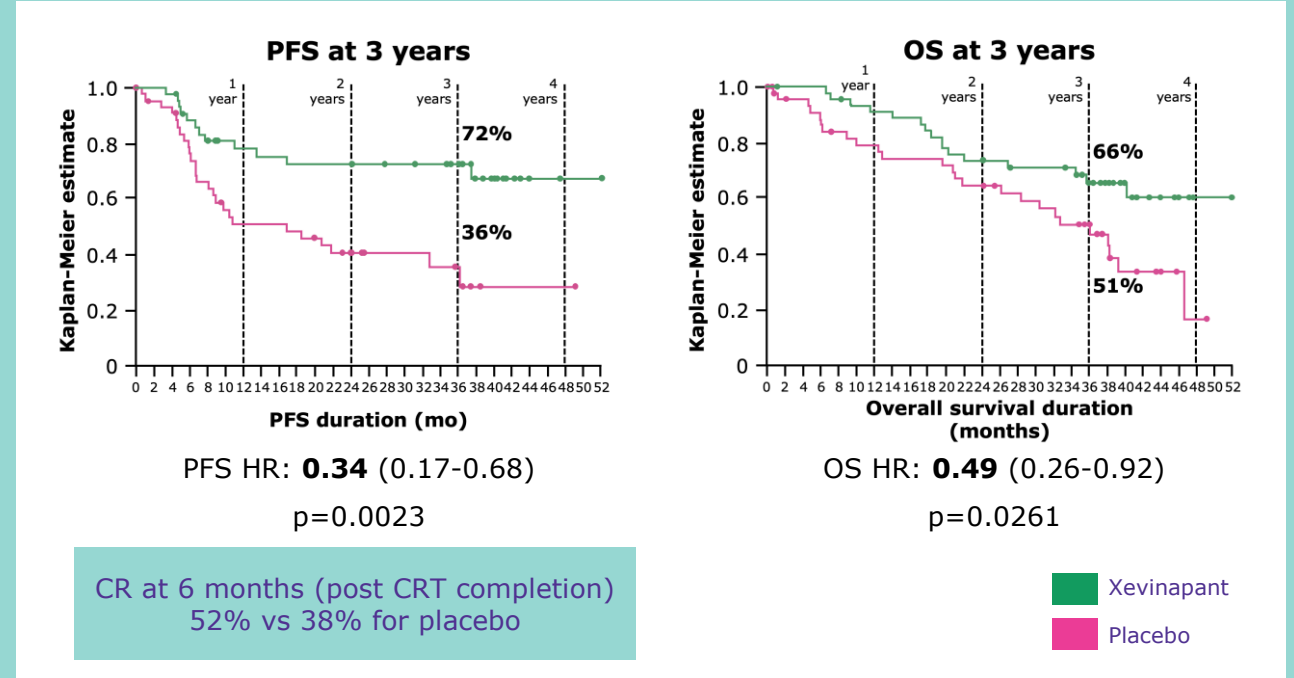 PFS at 3 years
Kaplan-Meier estimate
1.0
0.8
0.6
0.4
0.2
0
1
year
2
years
3
years
4
years
72%
36%
0 2 4 6 8 10 12 14 16 18 20 22 24 26 28 30 32 34 36 38 40 42 44 46 48 50 52
PFS duration (mo)
PFS HR: 0.34 (0.17-0.68)
p=0.0023
CR at 6 months (post CRT completion)
52% vs 38% for placebo
OS at 3 years
Kaplan-Meier estimate
1.0
0.8
0.6
0.4
0.2
0
1
year
2
years
3
years
4
years
66%
51%
0 2 4 6 8 10 12 14 16 18 20 22 24 26 28 30 32 34 36 38 40 42 44 46 48 50 52
Overall survival duration
(months)
OS HR: 0.49 (0.26-0.92)
p=0.0261
Xevinapant
Placebo